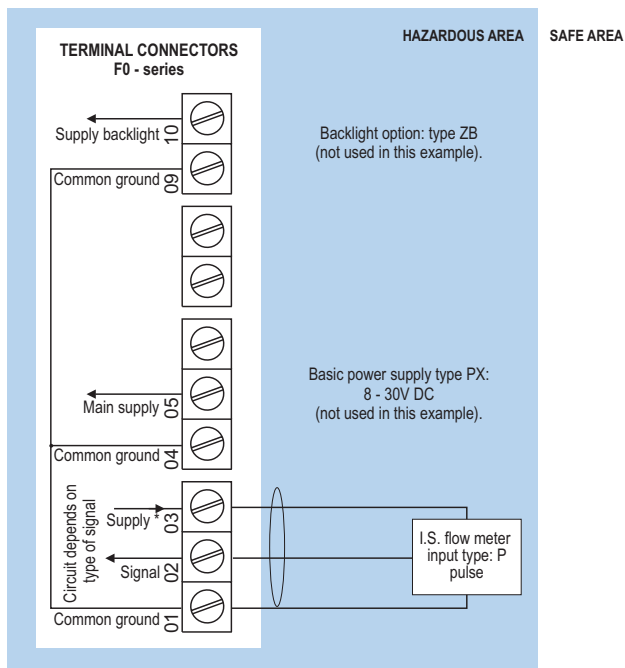 HAZARDOUS AREA
SAFE AREA
TERMINAL CONNECTORS
F0 - series
Supply backlight
10
Common ground
09
Backlight option: type ZB
(not used in this example).
Main supply
05
Common ground
04
Basic power supply type PX:
8 - 30V DC
(not used in this example).
Circuit depends on
type of signal
Supply *
03
Signal
02
Common ground
01
I.S. flow meter
input type: P
pulse